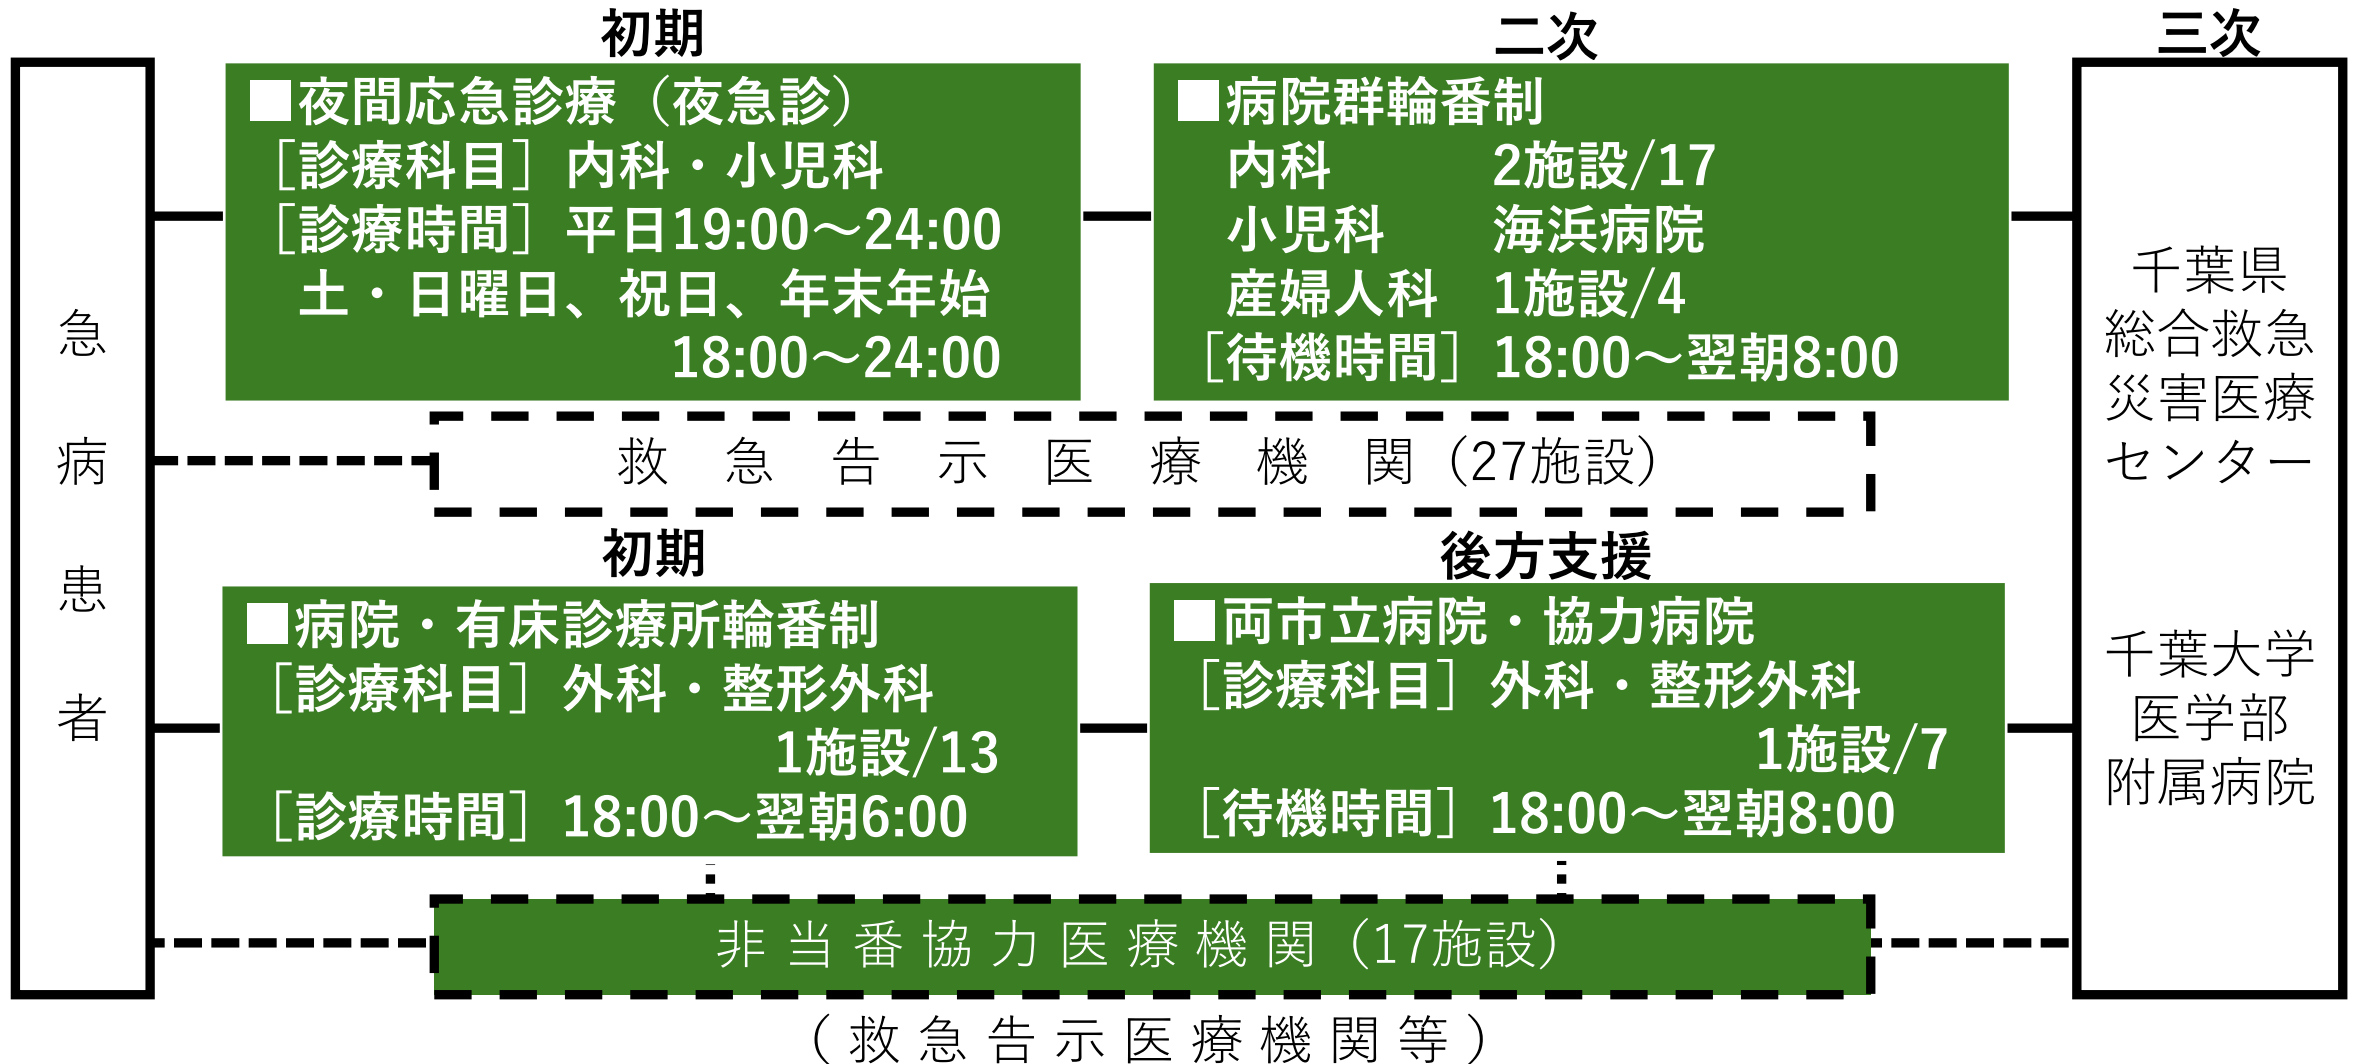 初期
二次
三次
急病患者
■夜間応急診療（夜急診）
［診療科目］内科・小児科
［診療時間］平日19:00～24:00
土・日曜日、祝日、年末年始
18:00～24:00
■病院群輪番制
内科　2施設/17
小児科　海浜病院
産婦人科　1施設/4
［待機時間］18:00～翌朝8:00
千葉県
総合救急
災害医療
センター
千葉大学
医学部
附属病院
救急告示医療機関（27施設）
初期
後方支援
■病院・有床診療所輪番制
［診療科目］外科・整形外科
1施設/13
［診療時間］18:00～翌朝6:00
■両市立病院・協力病院
［診療科目］外科・整形外科
1施設/7
［待機時間］18:00～翌朝8:00
非当番協力医療機関（17施設）
（救急告示医療機関等）